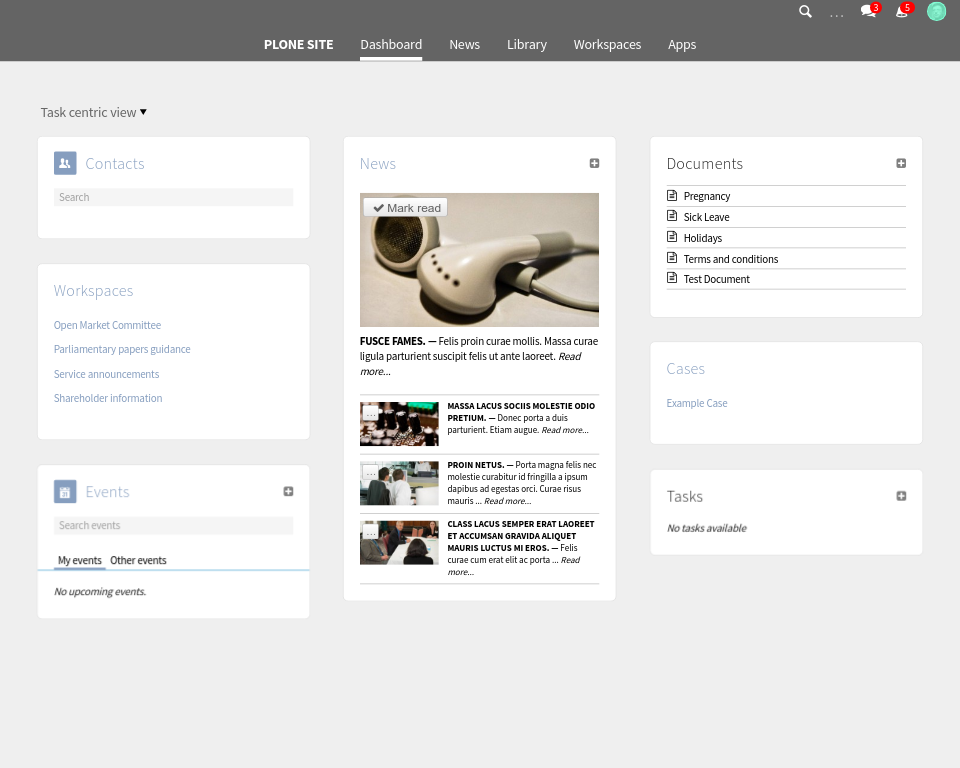 ...
3
5
PLONE SITE Dashboard News Library Workspaces Apps
Task centric view
Contacts
Search
Workspaces
Open Market Committee
Parliamentary papers guidance
Service announcements
Shareholder information
Events
Search events
My events Other events
No upcoming events.
News
Mark read
FUSCE FAMES. — Felis proin curae mollis. Massa curae
ligula parturient suscipit felis ut ante laoreet. Read
more...
...
MASSA LACUS SOCIIS MOLESTIE ODIO
PRETIUM. — Donec porta a duis
parturient. Etiam augue. Read more...
...
PROIN NETUS. — Porta magna felis nec
molestie curabitur id fringilla a ipsum
dapibus ad egestas orci. Curae risus
mauris ... Read more...
...
CLASS LACUS SEMPER ERAT LAOREET
ET ACCUMSAN GRAVIDA ALIQUET
MAURIS LUCTUS MI EROS. — Felis
curae cum erat elit ac porta ... Read
more...
Documents
Pregnancy
Sick Leave
Holidays
Terms and conditions
Test Document
Cases
Example Case
Tasks
No tasks available